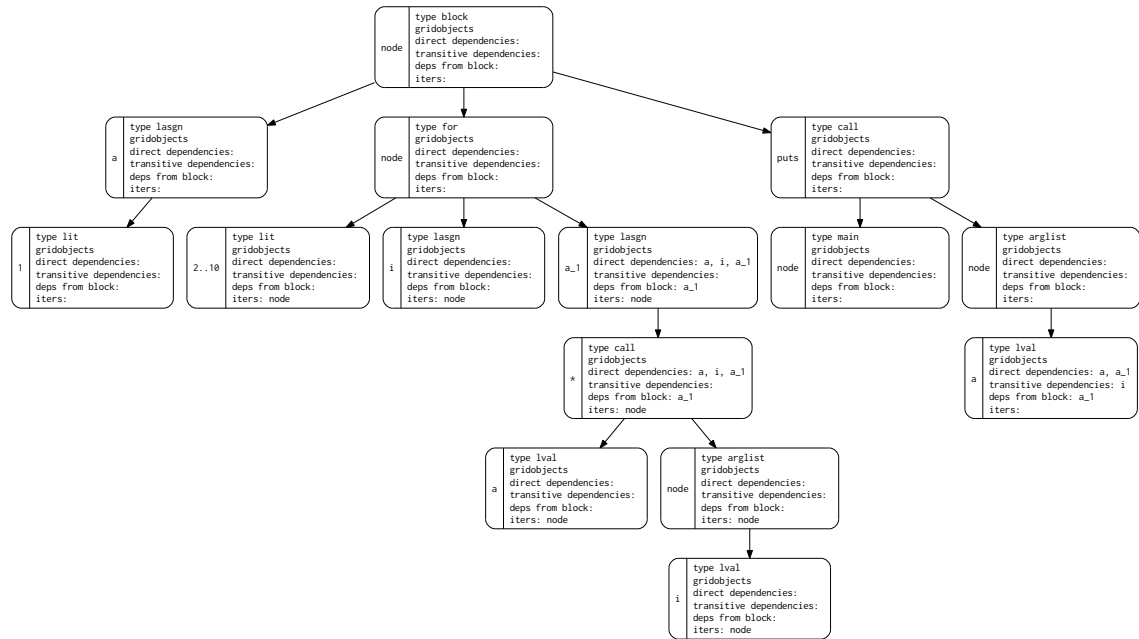 node
type block
gridobjects
direct dependencies:
transitive dependencies:
deps from block:
iters:
a
type lasgn
gridobjects
direct dependencies:
transitive dependencies:
deps from block:
iters:
node
type for
gridobjects
direct dependencies:
transitive dependencies:
deps from block:
iters:
puts
type call
gridobjects
direct dependencies:
transitive dependencies:
deps from block:
iters:
1
type lit
gridobjects
direct dependencies:
transitive dependencies:
deps from block:
iters:
2..10
type lit
gridobjects
direct dependencies:
transitive dependencies:
deps from block:
iters: node
i
type lasgn
gridobjects
direct dependencies:
transitive dependencies:
deps from block:
iters: node
a_1
type lasgn
gridobjects
direct dependencies: a, i, a_1
transitive dependencies:
deps from block: a_1
iters: node
node
type main
gridobjects
direct dependencies:
transitive dependencies:
deps from block:
iters:
node
type arglist
gridobjects
direct dependencies:
transitive dependencies:
deps from block:
iters:
*
type call
gridobjects
direct dependencies: a, i, a_1
transitive dependencies:
deps from block: a_1
iters: node
a
type lval
gridobjects
direct dependencies: a, a_1
transitive dependencies: i
deps from block: a_1
iters:
a
type lval
gridobjects
direct dependencies:
transitive dependencies:
deps from block:
iters: node
node
type arglist
gridobjects
direct dependencies:
transitive dependencies:
deps from block:
iters: node
i
type lval
gridobjects
direct dependencies:
transitive dependencies:
deps from block:
iters: node